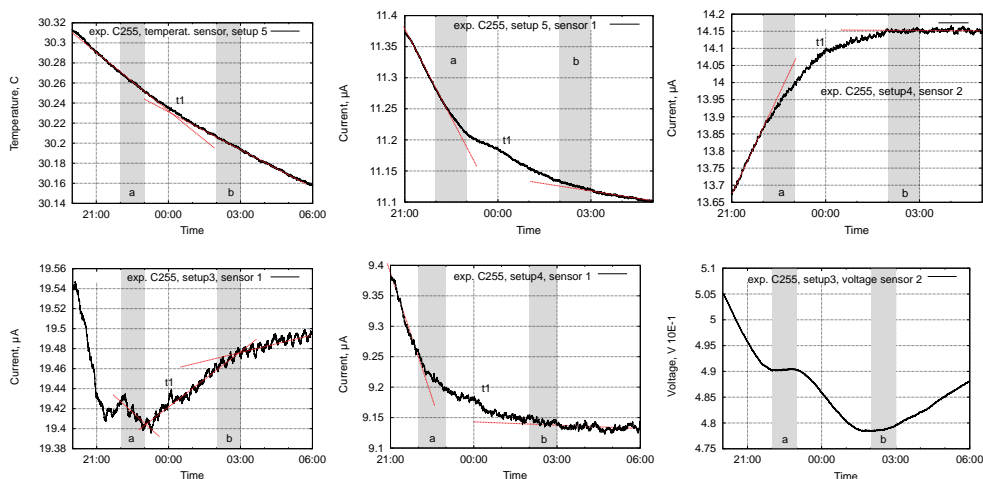 exp. C255, temperat. sensor, setup 5
Temperature, C
30.32
30.3
30.28
30.26
30.24
30.22
30.2
30.18
30.16
30.14
t1
a
b
21:00
00:00
03:00
06:00
Time
exp. C255, setup 5, sensor 1
Current, µA
11.4
11.3
11.2
11.1
a
b
t1
21:00
00:00
03:00
Time
exp. C255, setup4, sensor 2
Current, µA
14.2
14.15
14.1
14.05
14
13.95
13.9
13.85
13.8
13.75
13.7
13.65
t1
a
b
21:00
00:00
03:00
Time
exp. C255, setup3, sensor 1
Current, µA
19.56
19.54
19.52
19.5
19.48
19.46
19.44
19.42
19.4
19.38
t1
a
b
21:00
00:00
03:00
06:00
Time
exp. C255, setup4, sensor 1
Current, µA
9.4
9.35
9.3
9.25
9.2
9.15
9.1
t1
a
b
21:00
00:00
03:00
06:00
Time
exp. C255, setup3, voltage sensor 2
Voltage, V 10E-1
5.1
5.05
5
4.95
4.9
4.85
4.8
4.75
a
b
21:00
00:00
03:00
06:00
Time